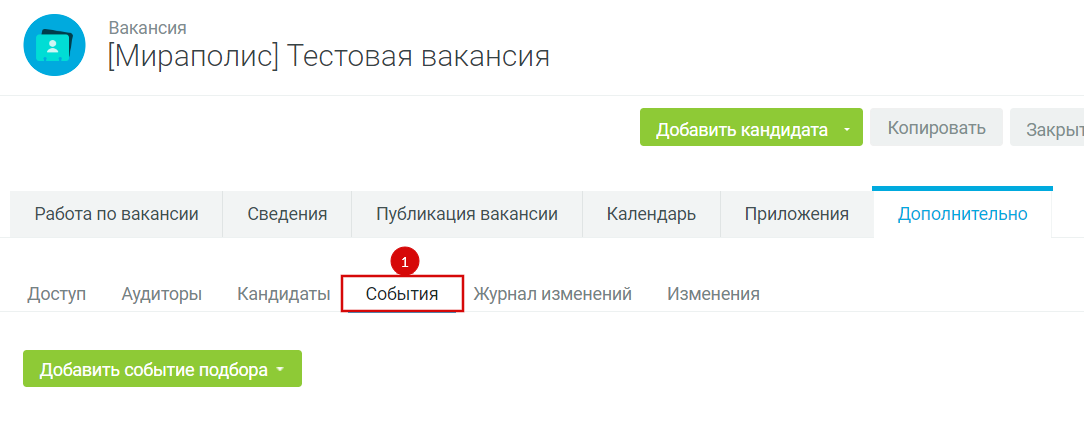 Вакансия
[Мираполис] Тестовая вакансия
Добавить кандидата
Копировать
Закрыт
Работа по вакансии
Сведения
Публикация вакансии
Календарь
Приложения
Дополнительно
1
Доступ
Аудиторы
Кандидаты
События
Журнал изменений
Изменения
Добавить событие подбора